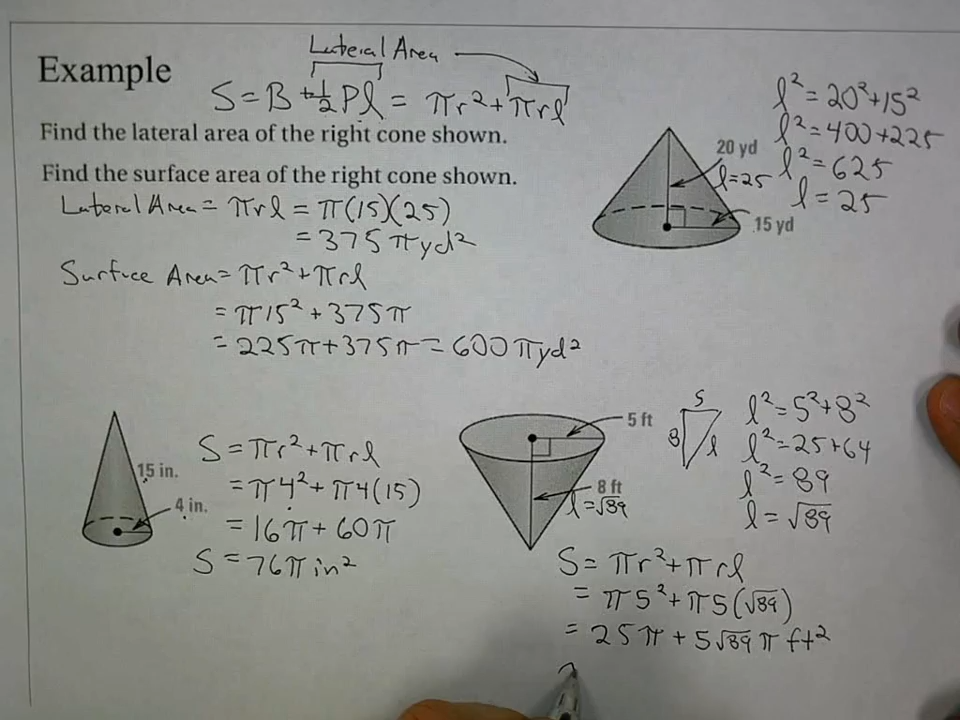 Lateral Area
Example
S = B + ½Pl = πr² + πrl
Find the lateral area of the right cone shown.
Find the surface area of the right cone shown.
Lateral Area = πrl = π(15)(25)
= 375 π yd²
Surface Area = πr² + πrl
= π15² + 375π
= 225π + 375π = 600π yd²
20 yd
l = 25
15 yd
l² = 20² + 15²
l² = 400 + 225
l² = 625
l = 25
15 in.
4 in.
S = πr² + πrl
= π4² + π4(15)
= 16π + 60π
S = 76π in²
5 ft
8 ft
l = √89
5
8
l
l² = 5² + 8²
l² = 25 + 64
l² = 89
l = √89
S = πr² + πrl
= π5² + π5(√89)
= 25π + 5√89 π ft²